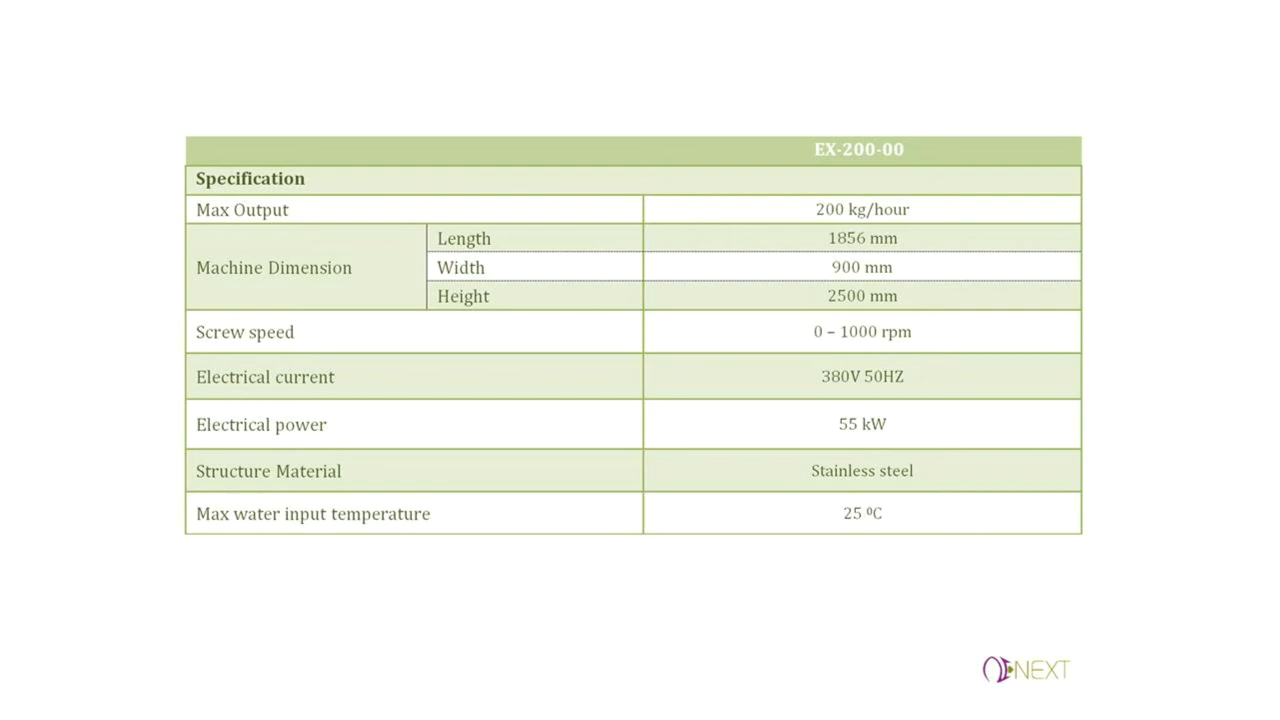 EX-200-00
Specification
Max Output 200 kg/hour
Machine Dimension Length 1856 mm
Width 900 mm
Height 2500 mm
Screw speed 0 – 1000 rpm
Electrical current 380V 50HZ
Electrical power 55 kW
Structure Material Stainless steel
Max water input temperature 25 ⁰C
NEXT